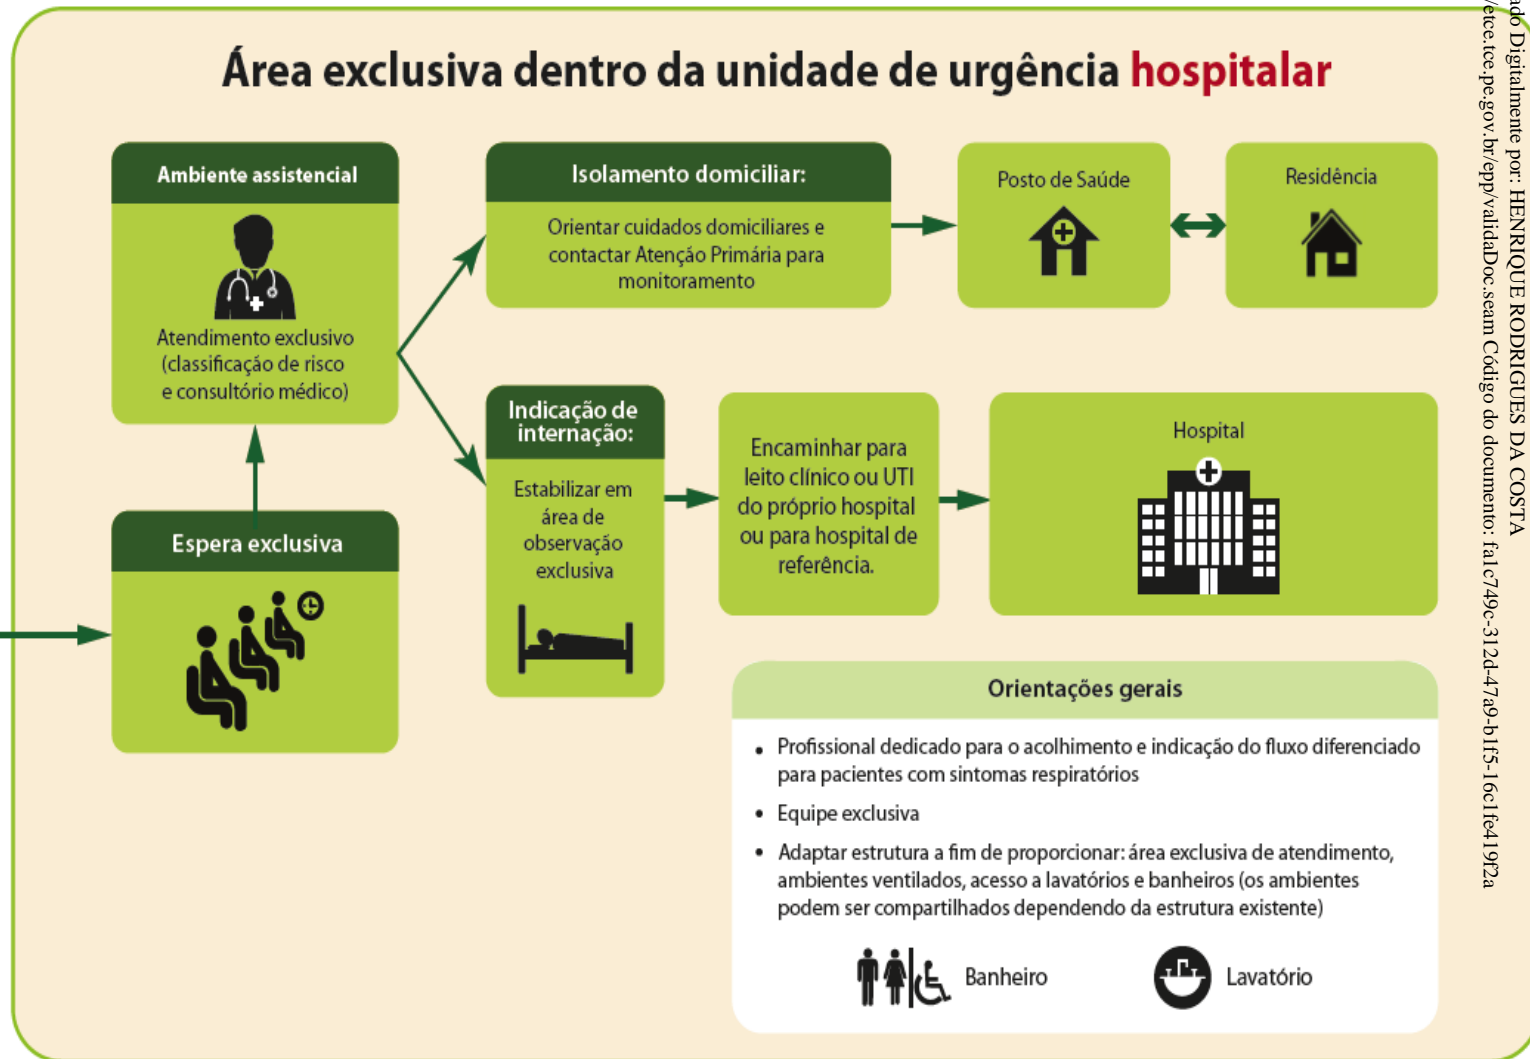 Área exclusiva dentro da unidade de urgência hospitalar
Ambiente assistencial
Atendimento exclusivo
(classificação de risco
e consultório médico)
Espera exclusiva
Isolamento domiciliar:
Orientar cuidados domiciliares e
contactar Atenção Primária para
monitoramento
Posto de Saúde
Residência
Indicação de
internação:
Estabilizar em
área de
observação
exclusiva
Encaminhar para
leito clínico ou UTI
do próprio hospital
ou para hospital de
referência.
Hospital
Orientações gerais
• Profissional dedicado para o acolhimento e indicação do fluxo diferenciado
para pacientes com sintomas respiratórios
• Equipe exclusiva
• Adaptar estrutura a fim de proporcionar: área exclusiva de atendimento,
ambientes ventilados, acesso a lavatórios e banheiros (os ambientes
podem ser compartilhados dependendo da estrutura existente)
Banheiro
Lavatório
ado Digitalmente por: HENRIQUE RODRIGUES DA COSTA
/etce.tce.pe.gov.br/epp/validaDoc.seam Código do documento: fa1c749c-312d-47a9-b1f5-16c1fe419f2a